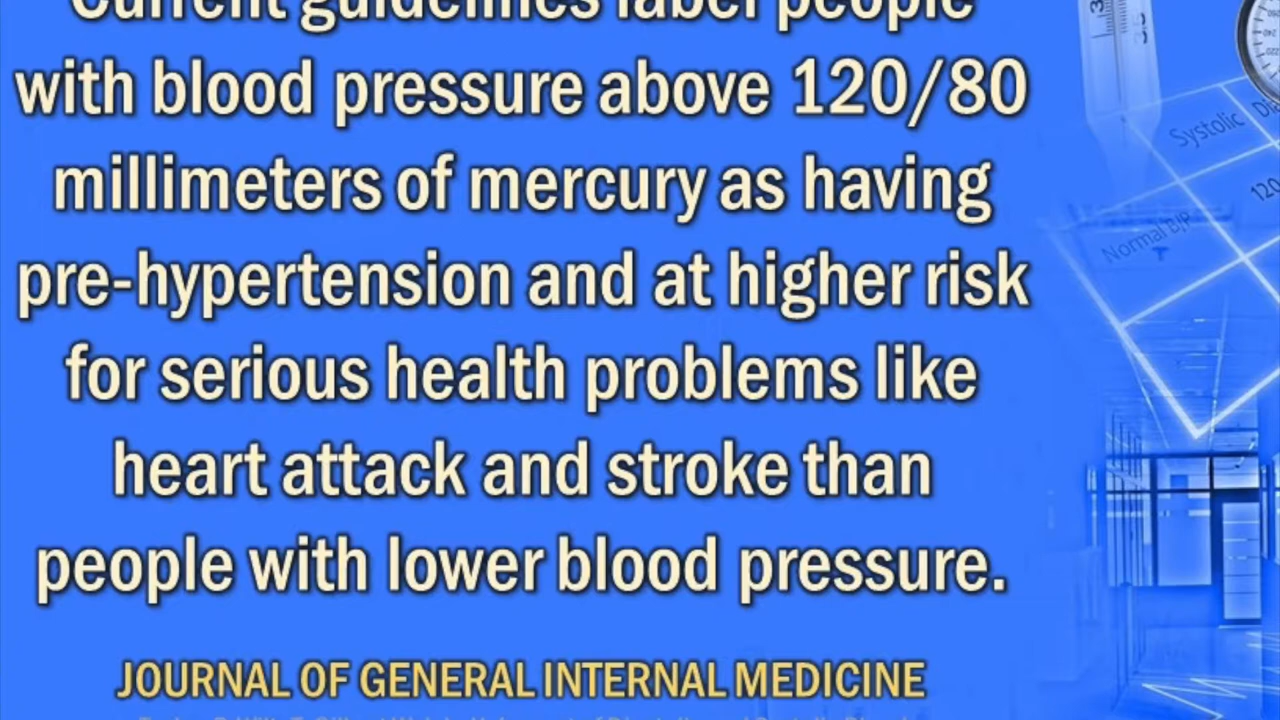 Current guidelines label people
with blood pressure above 120/80
millimeters of mercury as having
pre-hypertension and at higher risk
for serious health problems like
heart attack and stroke than
people with lower blood pressure.
JOURNAL OF GENERAL INTERNAL MEDICINE
Systolic
120
Normal B/P